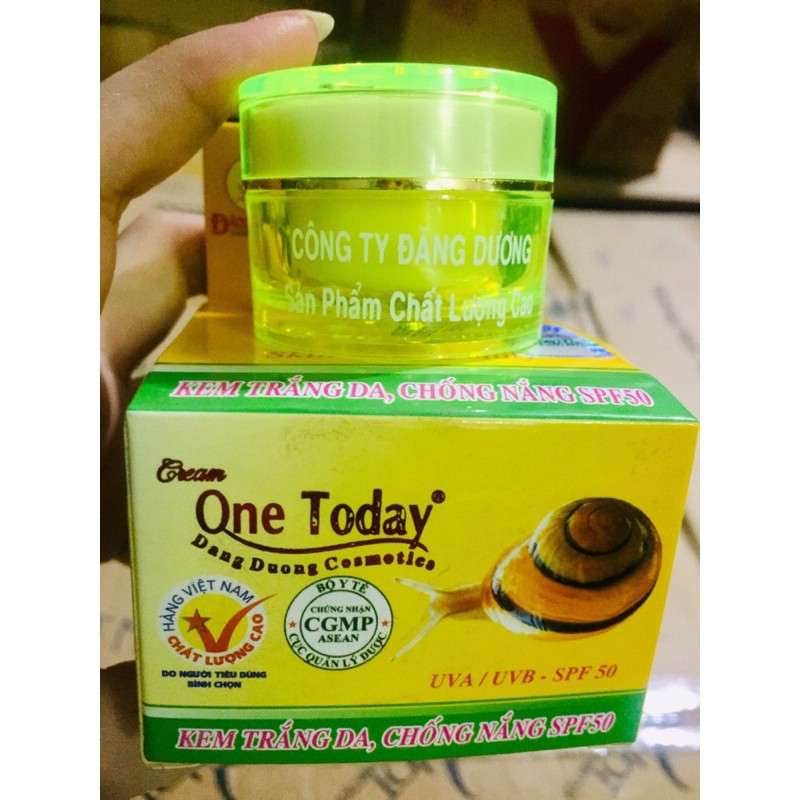 CÔNG TY ĐĂNG DƯƠNG
Sản Phẩm Chất Lượng Cao
KEM TRẮNG DA, CHỐNG NẮNG SPF50
Cream
One Today®
Dang Duong Cosmetics
HÀNG VIỆT NAM
CHẤT LƯỢNG CAO
DO NGƯỜI TIÊU DÙNG
BÌNH CHỌN
BỘ Y TẾ
CHỨNG NHẬN
CGMP
ASEAN
CỤC QUẢN LÝ DƯỢC
UVA / UVB - SPF 50
KEM TRẮNG DA, CHỐNG NẮNG SPF50